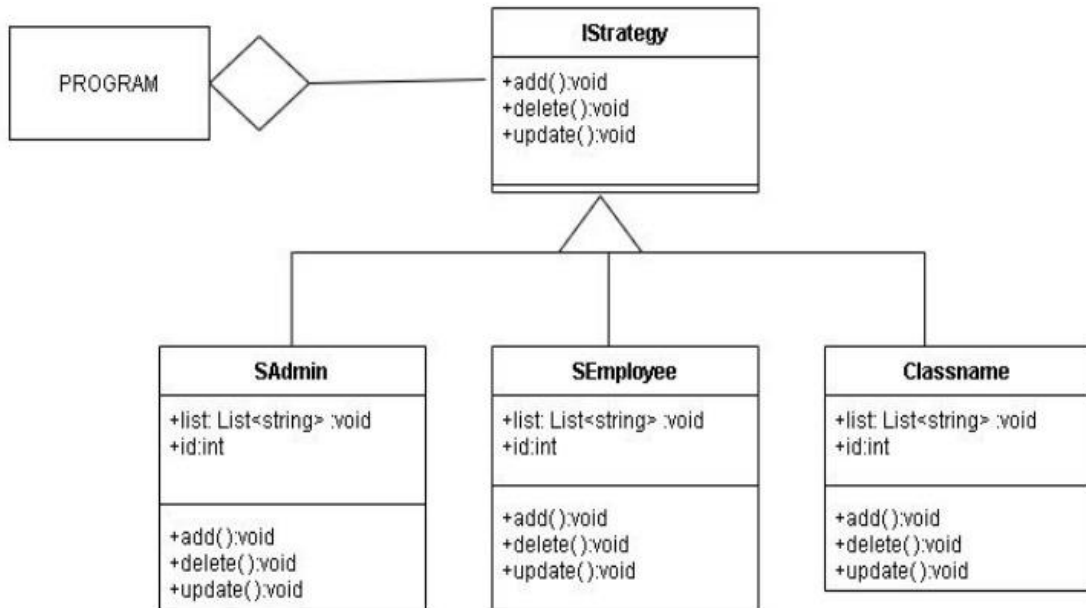 PROGRAM
IStrategy
+add():void
+delete():void
+update():void
SAdmin
+list: List<string> :void
+id:int
+add():void
+delete():void
+update():void
SEmployee
+list: List<string> :void
+id:int
+add():void
+delete():void
+update():void
Classname
+list: List<string> :void
+id:int
+add():void
+delete():void
+update():void